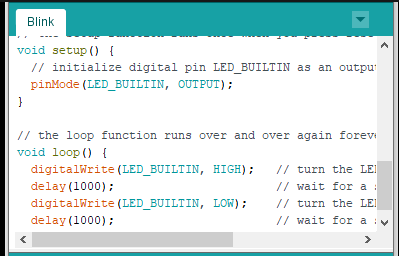 Blink
void setup() {
// initialize digital pin LED_BUILTIN as an outpu
pinMode(LED_BUILTIN, OUTPUT);
}
// the loop function runs over and over again foreve
void loop() {
digitalWrite(LED_BUILTIN, HIGH);   // turn the LE
delay(1000);                       // wait for a
digitalWrite(LED_BUILTIN, LOW);    // turn the LE
delay(1000);                       // wait for a